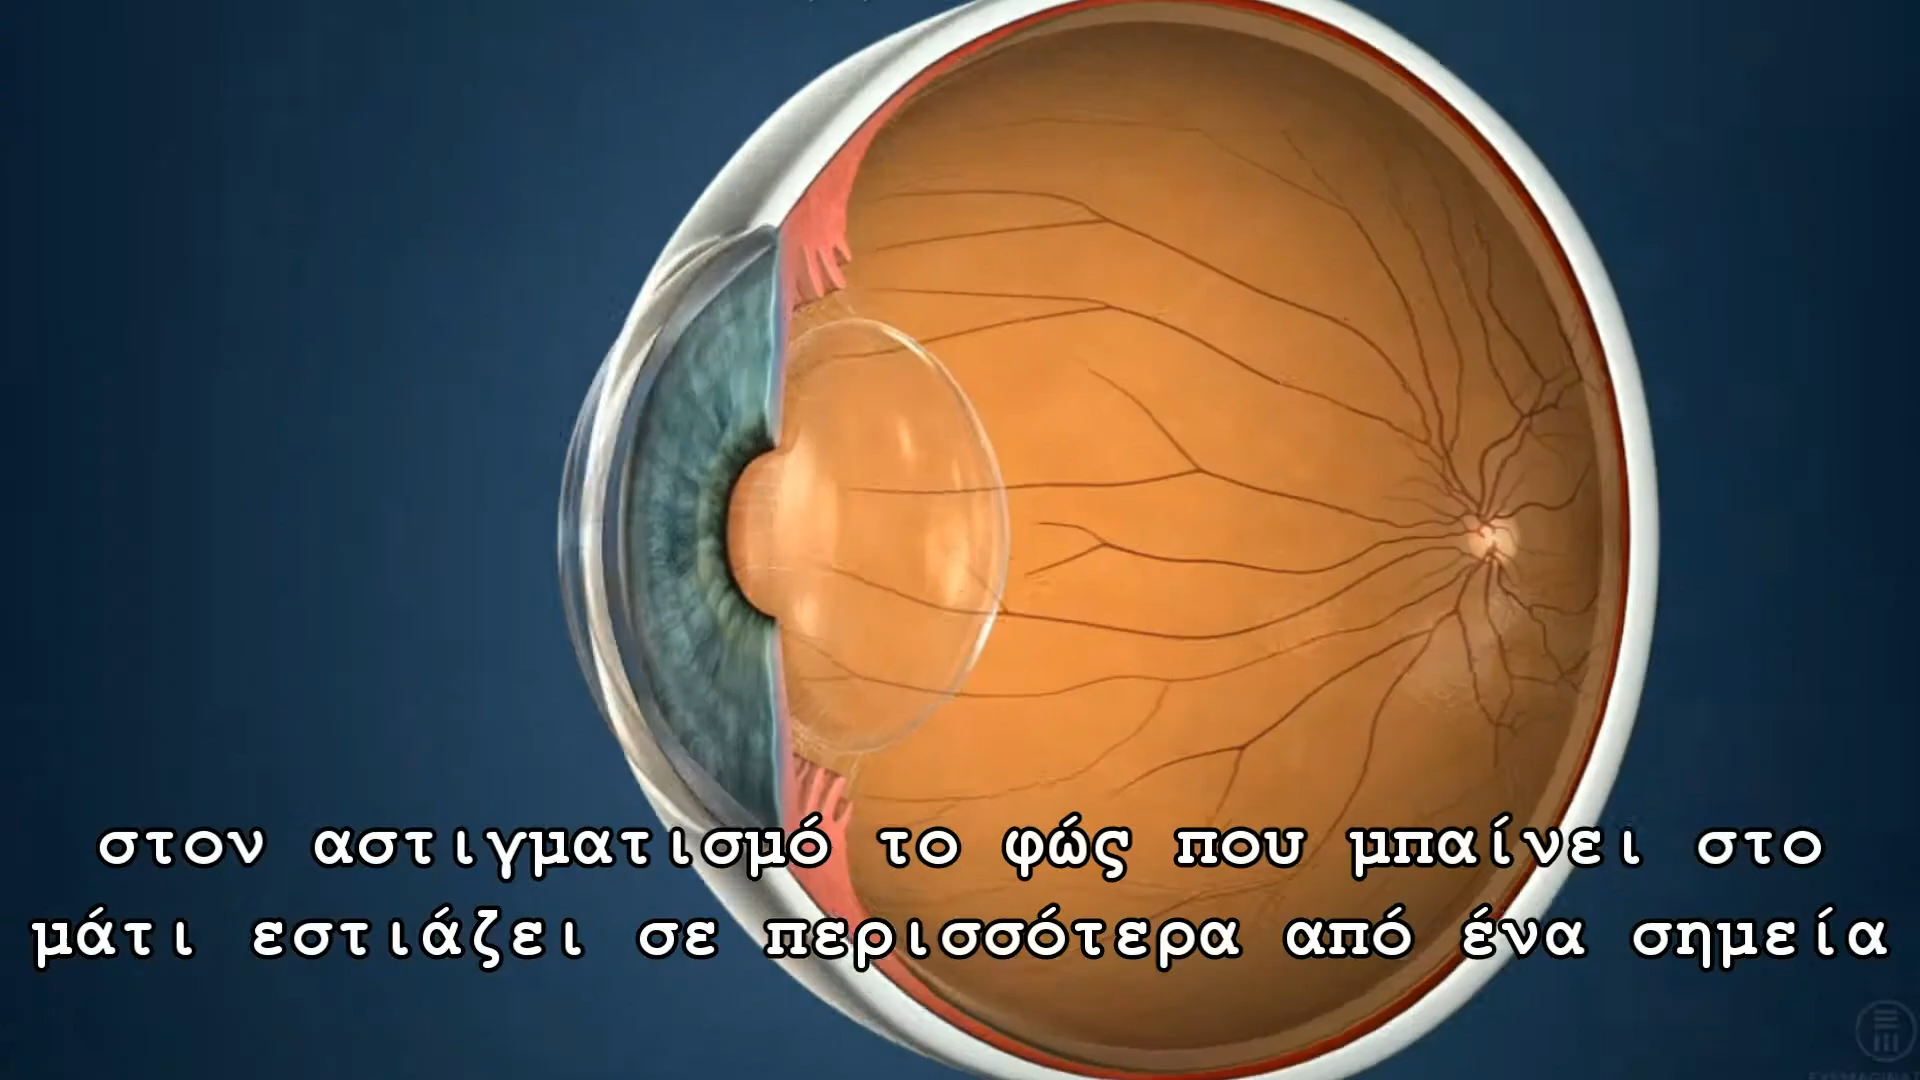 στον αστιγματισμό το φώς που μπαίνει στο
μάτι εστιάζει σε περισσότερα από ένα σημεία